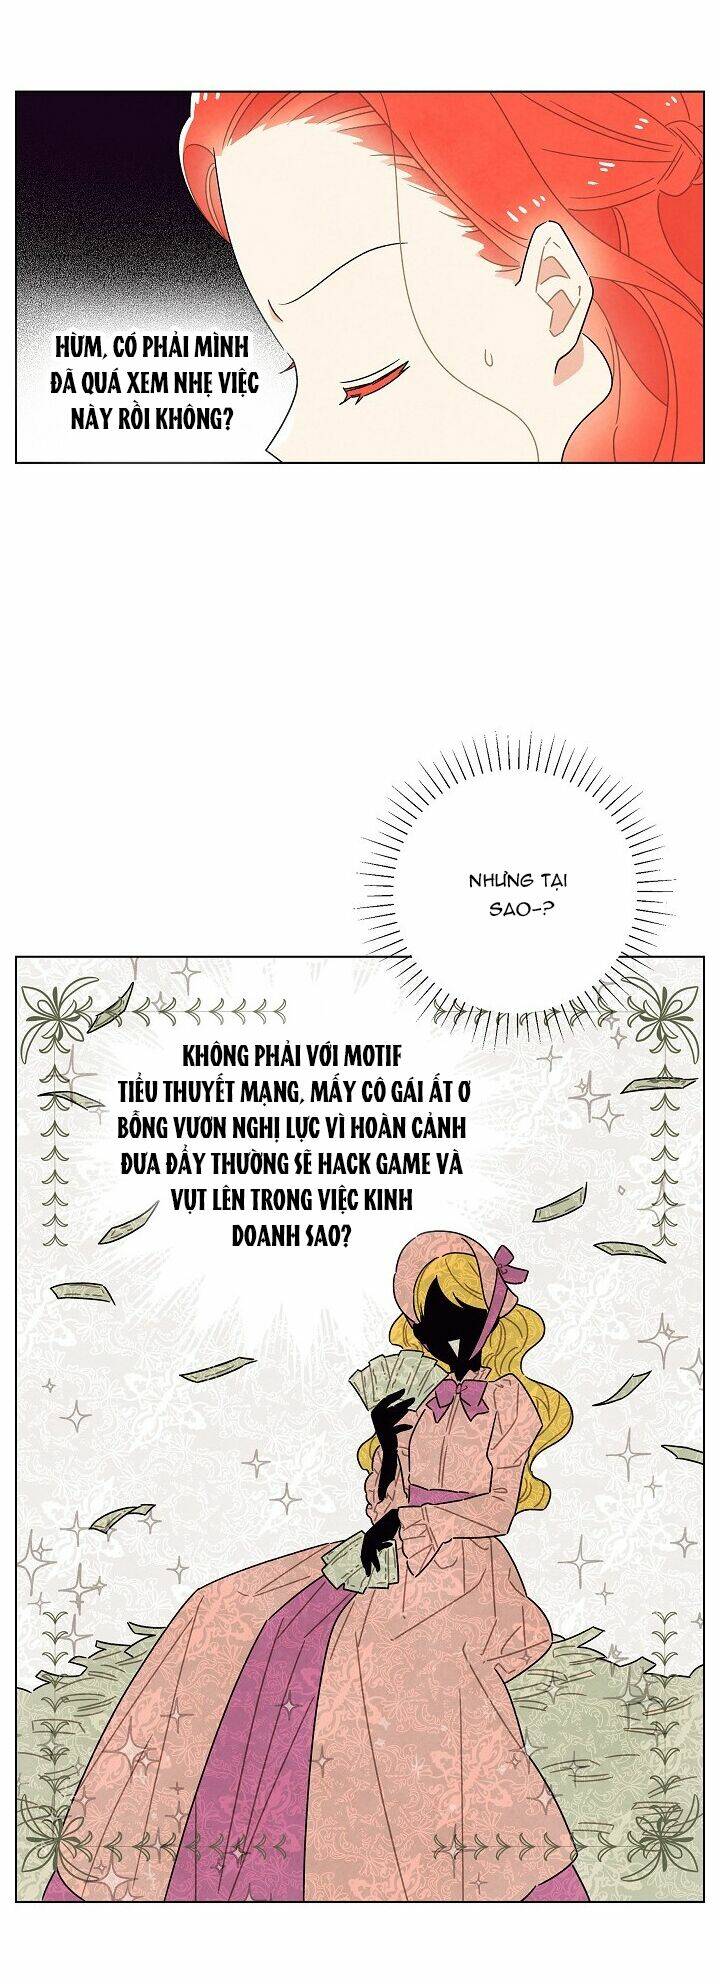 HỪM, CÓ PHẢI MÌNH
ĐÃ QUÁ XEM NHẸ VIỆC
NÀY RỒI KHÔNG?
NHƯNG TẠI
SAO-?
KHÔNG PHẢI VỚI MOTIF
TIỂU THUYẾT MẠNG, MẤY CÔ GÁI ẤT Ơ
BỖNG VƯƠN NGHỊ LỰC VÌ HOÀN CẢNH
ĐƯA ĐẨY THƯỜNG SẼ HACK GAME VÀ
VỤT LÊN TRONG VIỆC KINH
DOANH SAO?